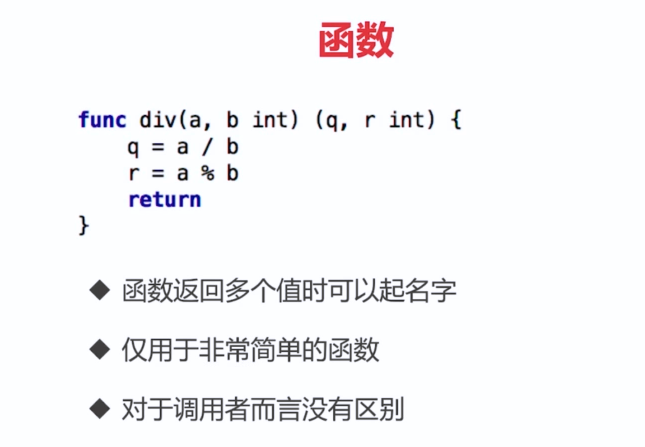 函数
func div(a, b int) (q, r int) {
    q = a / b
    r = a % b
    return
}
◆ 函数返回多个值时可以起名字
◆ 仅用于非常简单的函数
◆ 对于调用者而言没有区别